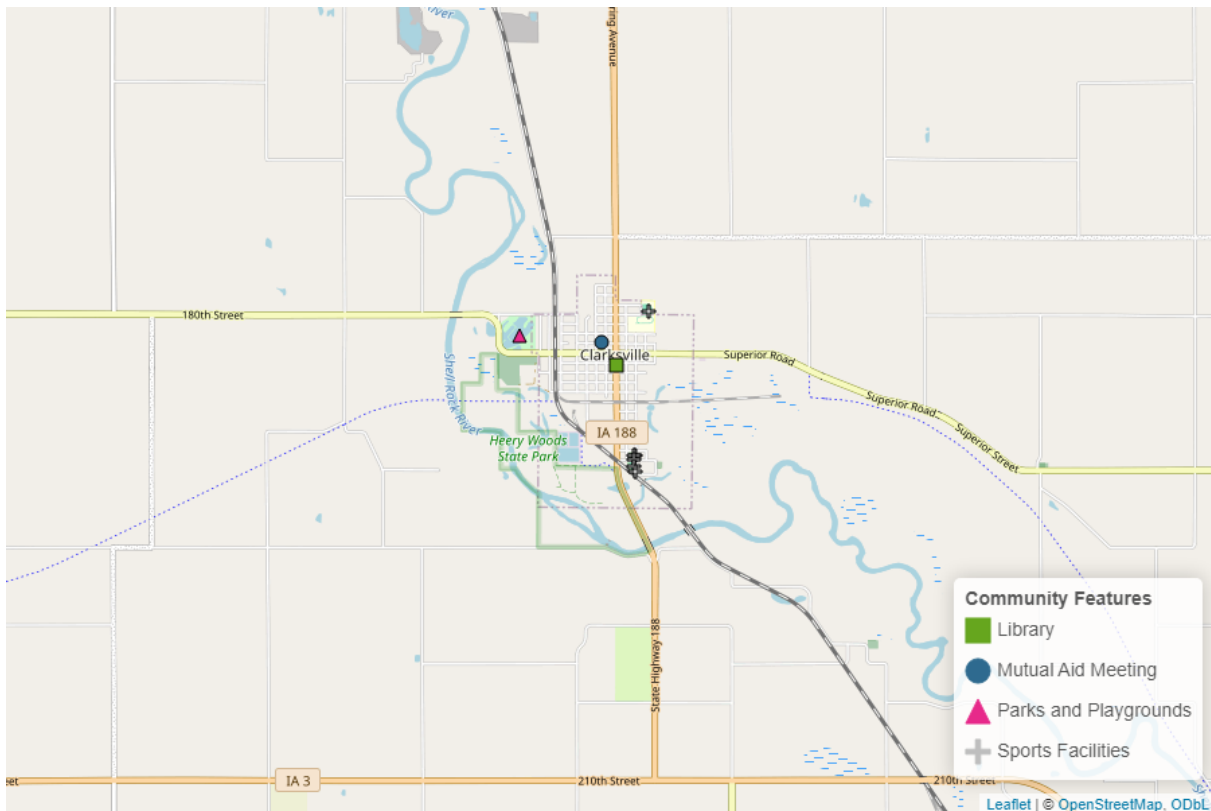 River
ring Avenue
180th Street
Clarksville
Superior Road
Superior Road
Superior Street
Shell Rock River
IA 188
Heery Woods
State Park
State Highway 188
Community Features
Library
Mutual Aid Meeting
Parks and Playgrounds
Sports Facilities
eet
IA 3
210th Street
210th Street
Leaflet | © OpenStreetMap, ODbL